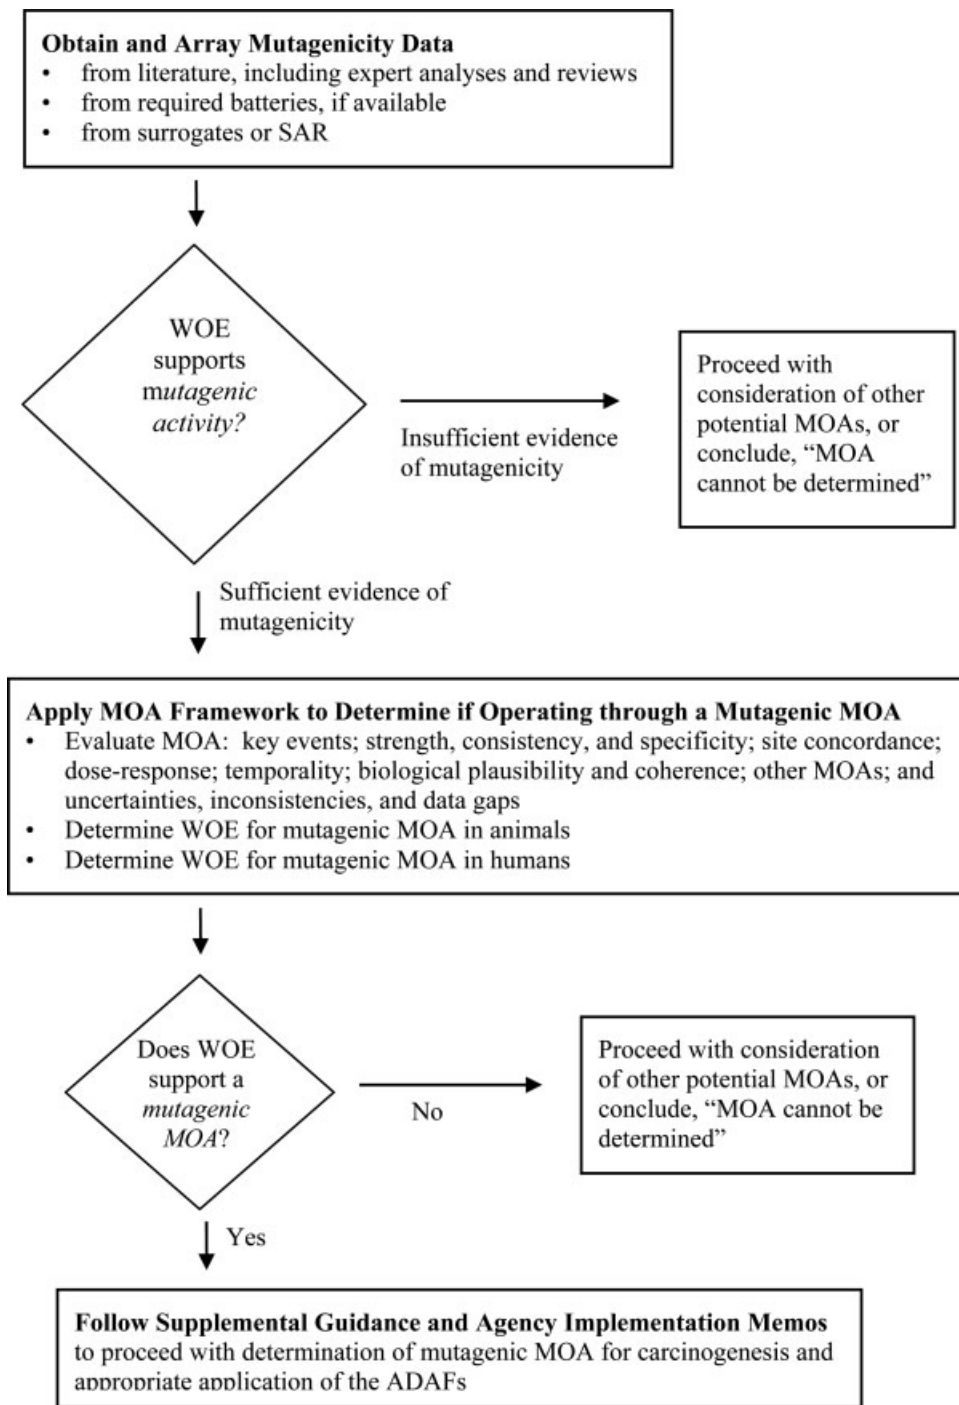 Obtain and Array Mutagenicity Data
• from literature, including expert analyses and reviews
• from required batteries, if available
• from surrogates or SAR
WOE
supports
mutagenic
activity?
Insufficient evidence
of mutagenicity
Proceed with
consideration of other
potential MOAs, or
conclude, “MOA
cannot be determined”
Sufficient evidence of
mutagenicity
Apply MOA Framework to Determine if Operating through a Mutagenic MOA
• Evaluate MOA: key events; strength, consistency, and specificity; site concordance;
dose-response; temporality; biological plausibility and coherence; other MOAs; and
uncertainties, inconsistencies, and data gaps
• Determine WOE for mutagenic MOA in animals
• Determine WOE for mutagenic MOA in humans
Does WOE
support a
mutagenic
MOA?
No
Proceed with consideration
of other potential MOAs, or
conclude, “MOA cannot be
determined”
Yes
Follow Supplemental Guidance and Agency Implementation Memos
to proceed with determination of mutagenic MOA for carcinogenesis and
appropriate application of the ADAFs